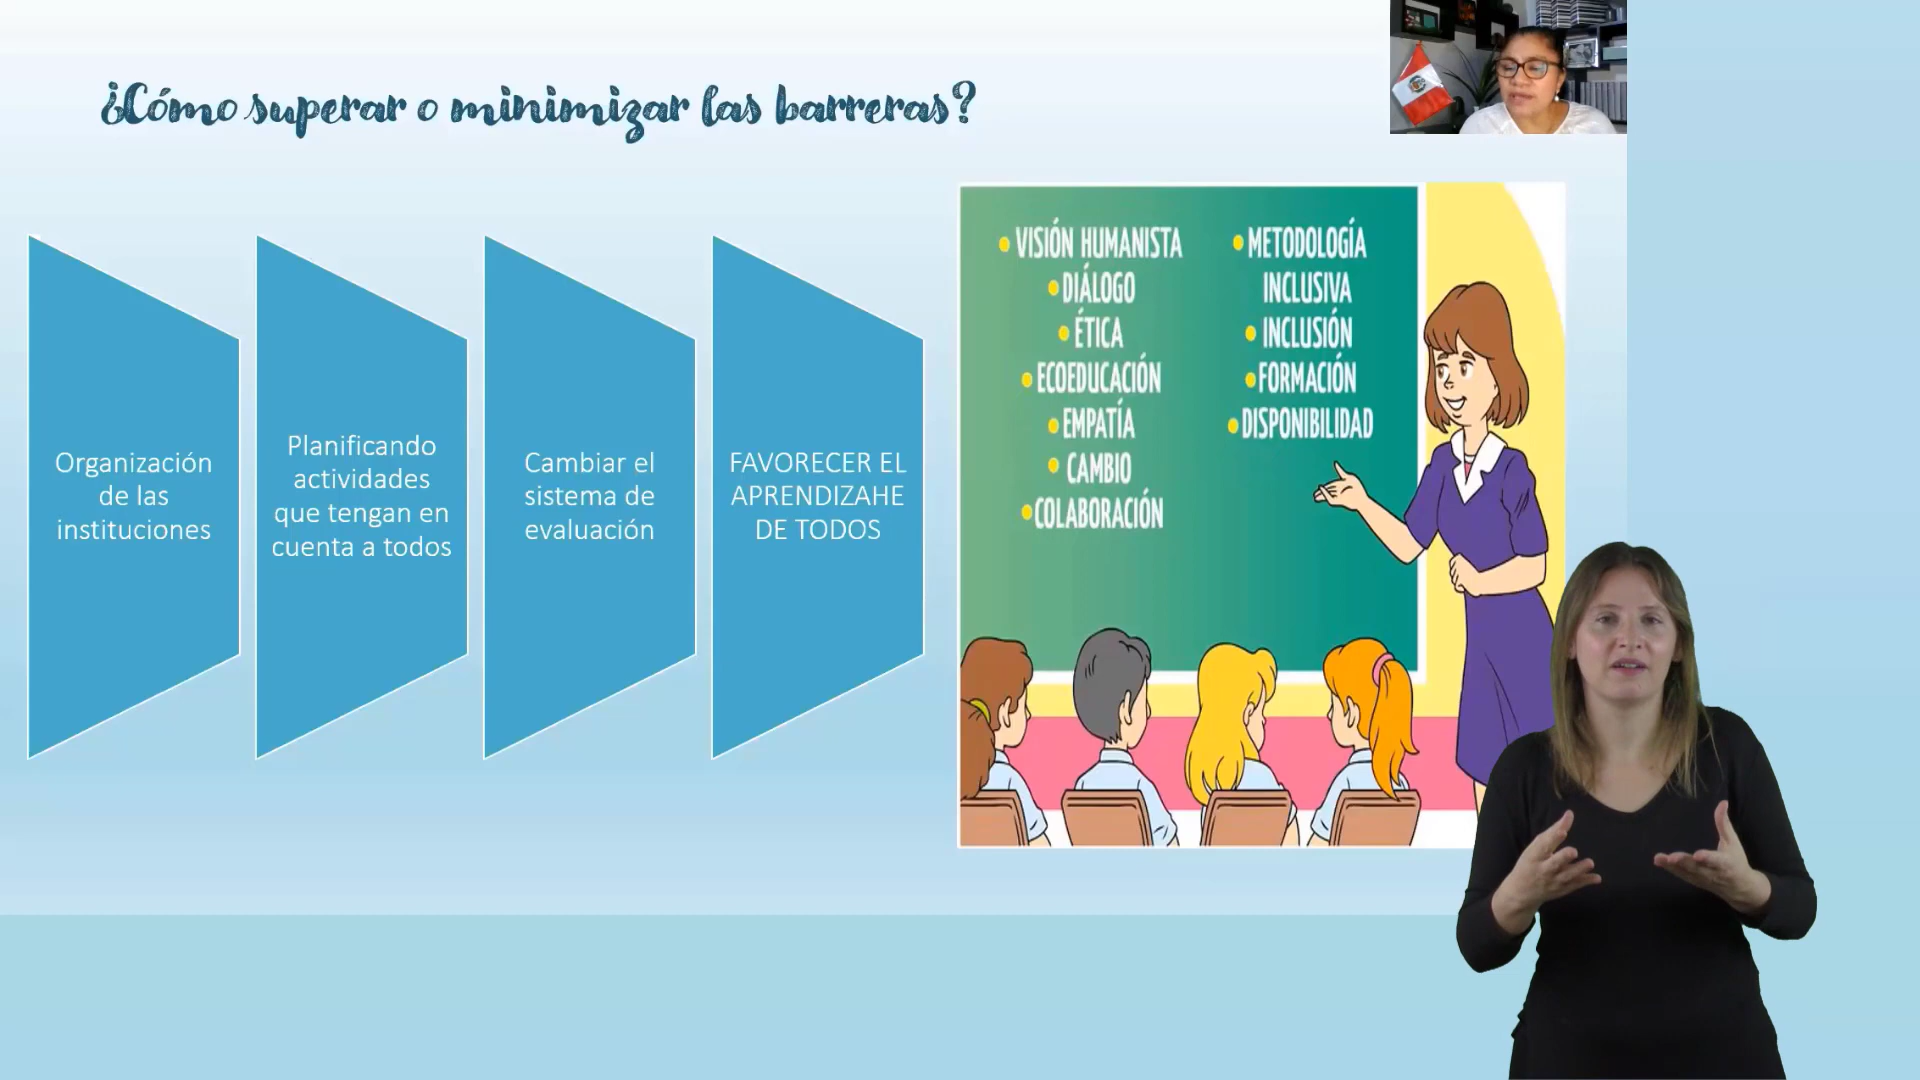 ¿Cómo superar o minimizar las barreras?
Organización
de las
instituciones
Planificando
actividades
que tengan en
cuenta a todos
Cambiar el
sistema de
evaluación
FAVORECER EL
APRENDIZAHE
DE TODOS
• VISIÓN HUMANISTA
• DIÁLOGO
• ÉTICA
• ECOEDUCACIÓN
• EMPATÍA
• CAMBIO
• COLABORACIÓN
• METODOLOGÍA
INCLUSIVA
• INCLUSIÓN
• FORMACIÓN
• DISPONIBILIDAD